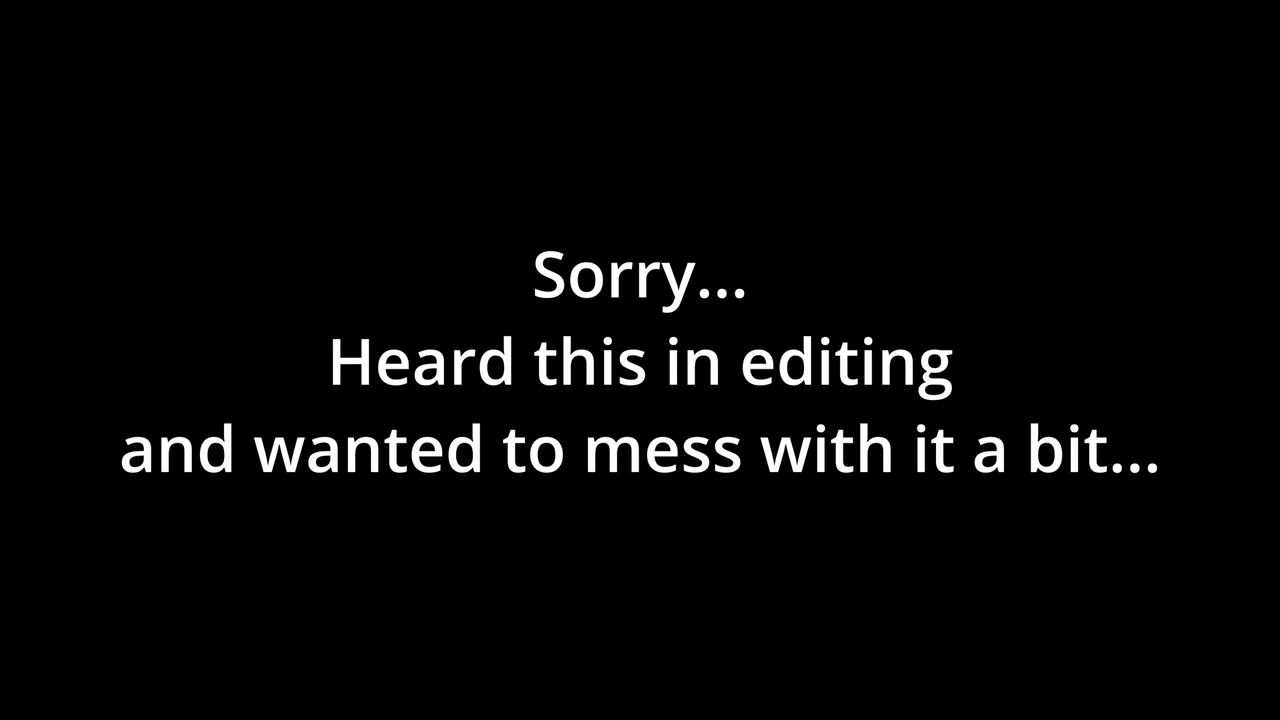 Sorry...
Heard this in editing
and wanted to mess with it a bit...